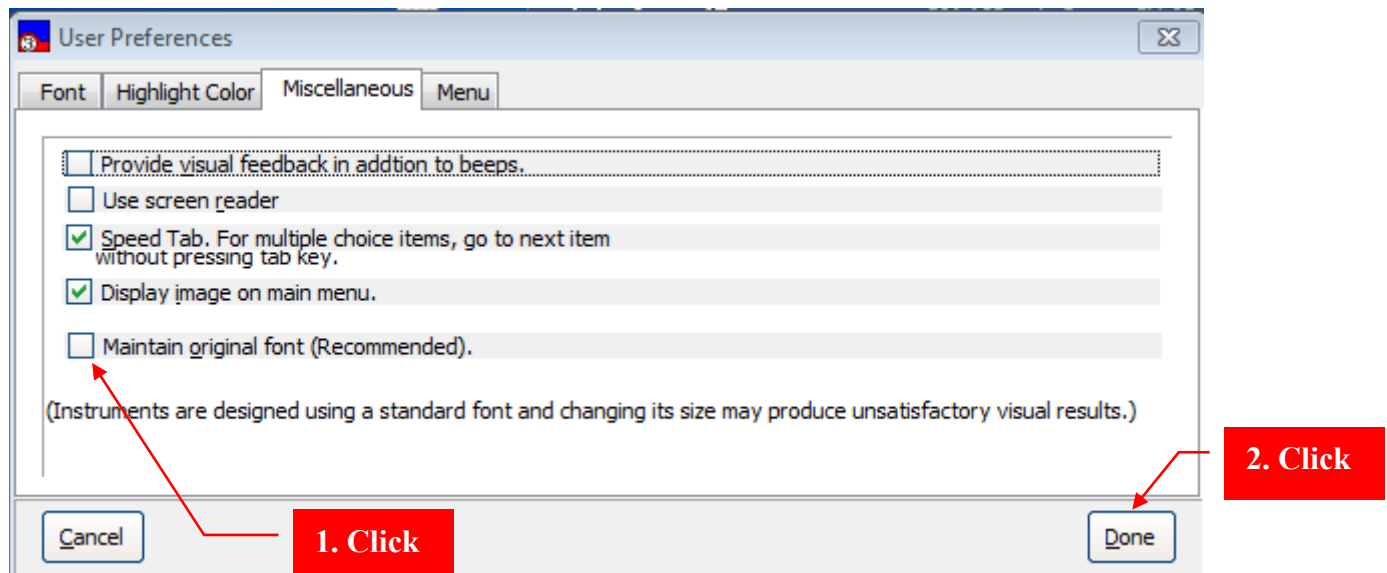 User Preferences
Font Highlight Color Miscellaneous Menu
Provide visual feedback in addtion to beeps.
Use screen reader
Speed Tab. For multiple choice items, go to next item
without pressing tab key.
Display image on main menu.
Maintain original font (Recommended).
(Instruments are designed using a standard font and changing its size may produce unsatisfactory visual results.)
2. Click
Cancel
1. Click
Done